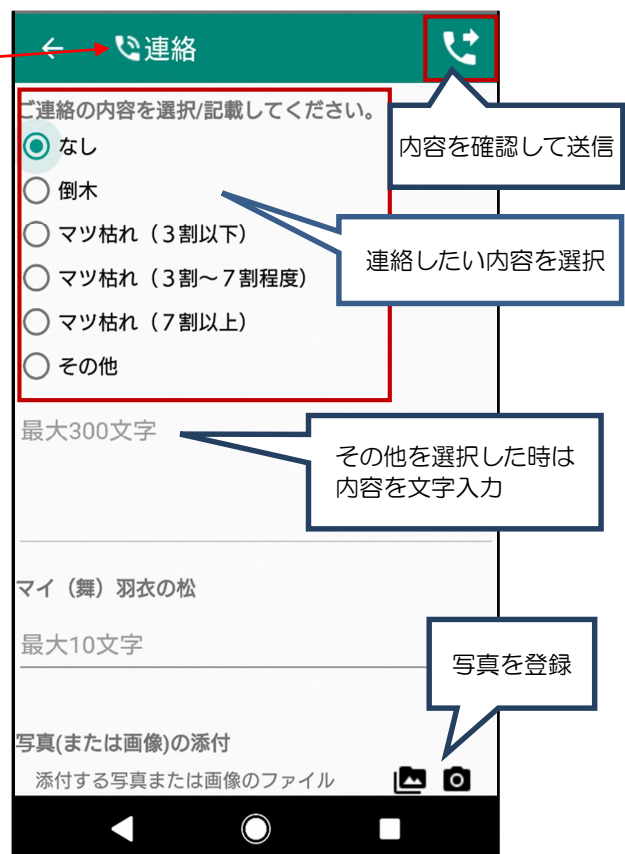 連絡
ご連絡の内容を選択/記載してください。
内容を確認して送信
なし
倒木
マツ枯れ（３割以下）
連絡したい内容を選択
マツ枯れ（３割～７割程度）
マツ枯れ（７割以上）
その他
最大300文字
その他を選択した時は
内容を文字入力
マイ（舞）羽衣の松
最大10文字
写真を登録
写真(または画像)の添付
添付する写真または画像のファイル